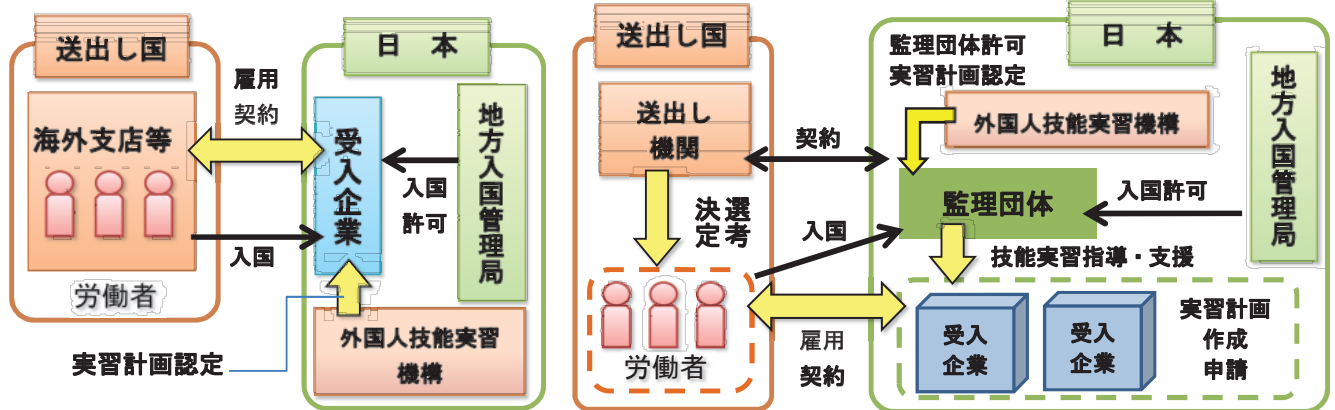 送出し国
海外支店等
労働者
雇用
契約
入国
日 本
受入企業
入国
許可
地方入国管理局
外国人技能実習
機構
実習計画認定
送出し国
送出し
機関
選考
決定
労働者
契約
入国
雇用
契約
日 本
監理団体許可
実習計画認定
外国人技能実習機構
監理団体
入国許可
地方入国管理局
技能実習指導・支援
受入
企業
受入
企業
実習計画
作成
申請